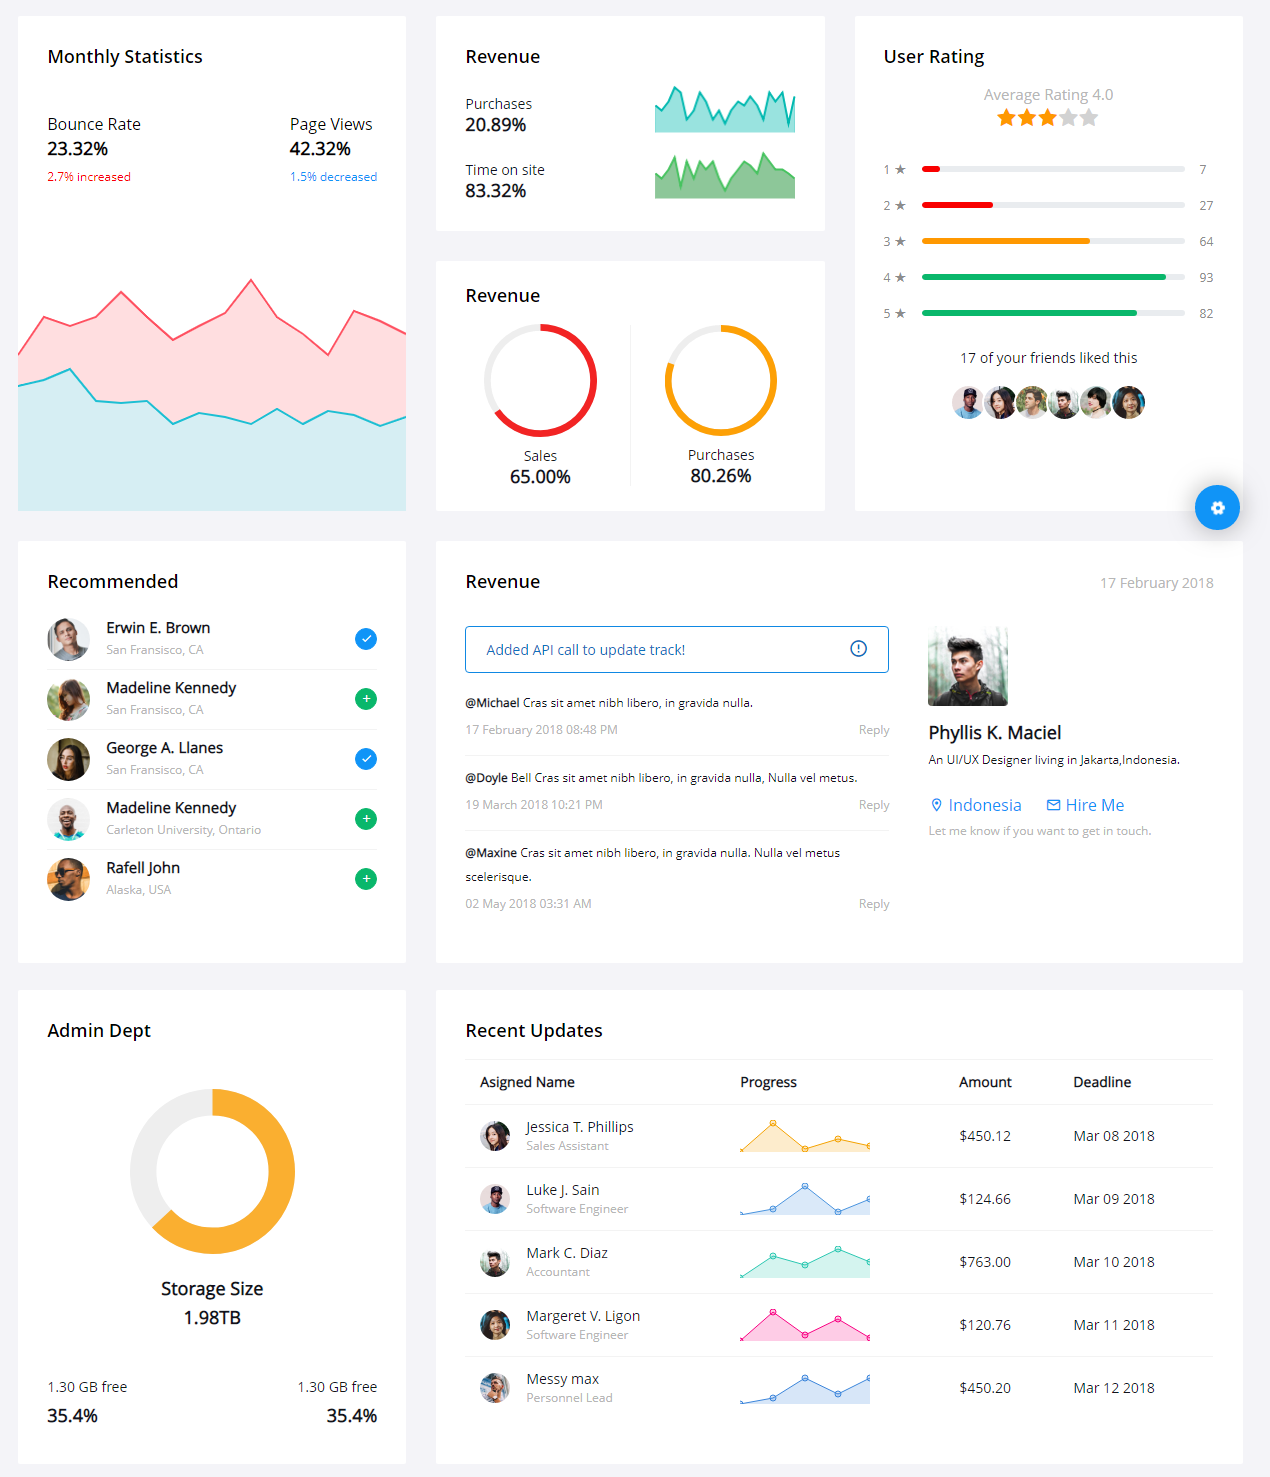 Monthly Statistics
Bounce Rate
23.32%
2.7% increased
Page Views
42.32%
1.5% decreased
Revenue
Purchases
20.89%
Time on site
83.32%
Revenue
Sales
65.00%
Purchases
80.26%
User Rating
Average Rating 4.0
1 ★ 7
2 ★ 27
3 ★ 64
4 ★ 93
5 ★ 82
17 of your friends liked this
Recommended
Erwin E. Brown
San Fransisco, CA
Madeline Kennedy
San Fransisco, CA
George A. Llanes
San Fransisco, CA
Madeline Kennedy
Carleton University, Ontario
Rafell John
Alaska, USA
Revenue
17 February 2018
Added API call to update track!
@Michael Cras sit amet nibh libero, in gravida nulla.
17 February 2018 08:48 PM Reply
@Doyle Bell Cras sit amet nibh libero, in gravida nulla, Nulla vel metus.
19 March 2018 10:21 PM Reply
@Maxine Cras sit amet nibh libero, in gravida nulla. Nulla vel metus
scelerisque.
02 May 2018 03:31 AM Reply
Phyllis K. Maciel
An UI/UX Designer living in Jakarta,Indonesia.
Indonesia Hire Me
Let me know if you want to get in touch.
Admin Dept
Storage Size
1.98TB
1.30 GB free
35.4%
1.30 GB free
35.4%
Recent Updates
Asigned Name Progress Amount Deadline
Jessica T. Phillips
Sales Assistant
$450.12 Mar 08 2018
Luke J. Sain
Software Engineer
$124.66 Mar 09 2018
Mark C. Diaz
Accountant
$763.00 Mar 10 2018
Margeret V. Ligon
Software Engineer
$120.76 Mar 11 2018
Messy max
Personnel Lead
$450.20 Mar 12 2018